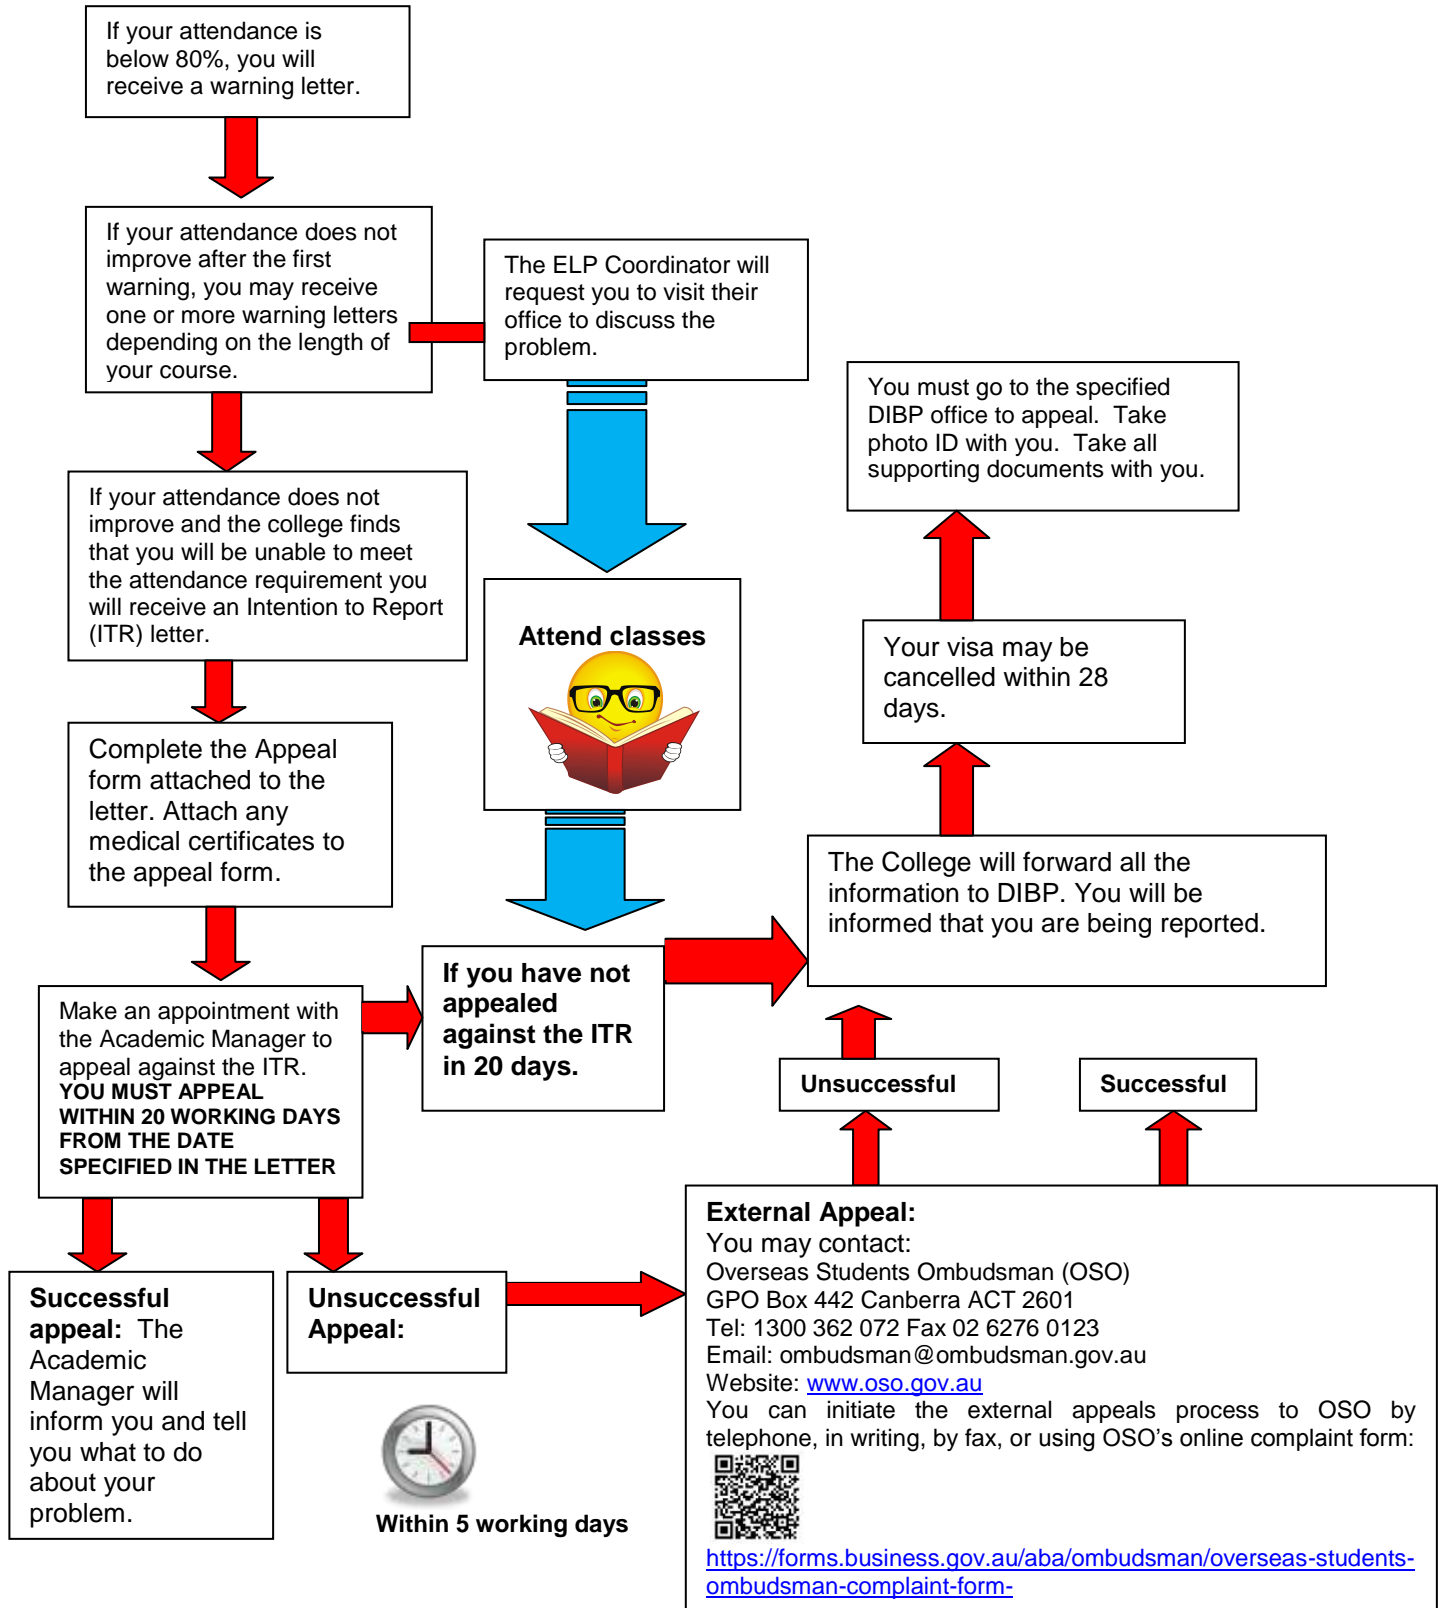 If your attendance is
below 80%, you will
receive a warning letter.
If your attendance does not
improve after the first
warning, you may receive
one or more warning letters
depending on the length of
your course.
The ELP Coordinator will
request you to visit their
office to discuss the
problem.
You must go to the specified
DIBP office to appeal.  Take
photo ID with you.  Take all
supporting documents with you.
If your attendance does not
improve and the college finds
that you will be unable to meet
the attendance requirement you
will receive an Intention to Report
(ITR) letter.
Attend classes
Your visa may be
cancelled within 28
days.
Complete the Appeal
form attached to the
letter. Attach any
medical certificates to
the appeal form.
The College will forward all the
information to DIBP. You will be
informed that you are being reported.
If you have not
appealed
against the ITR
in 20 days.
Make an appointment with
the Academic Manager to
appeal against the ITR.
YOU MUST APPEAL
WITHIN 20 WORKING DAYS
FROM THE DATE
SPECIFIED IN THE LETTER
Unsuccessful
Successful
Successful
appeal:  The
Academic
Manager will
inform you and tell
you what to do
about your
problem.
Unsuccessful
Appeal:
Within 5 working days
External Appeal:
You may contact:
Overseas Students Ombudsman (OSO)
GPO Box 442 Canberra ACT 2601
Tel: 1300 362 072 Fax 02 6276 0123
Email: ombudsman@ombudsman.gov.au
Website: www.oso.gov.au
You can initiate the external appeals process to OSO by
telephone, in writing, by fax, or using OSO's online complaint form:
https://forms.business.gov.au/aba/ombudsman/overseas-students-
ombudsman-complaint-form-